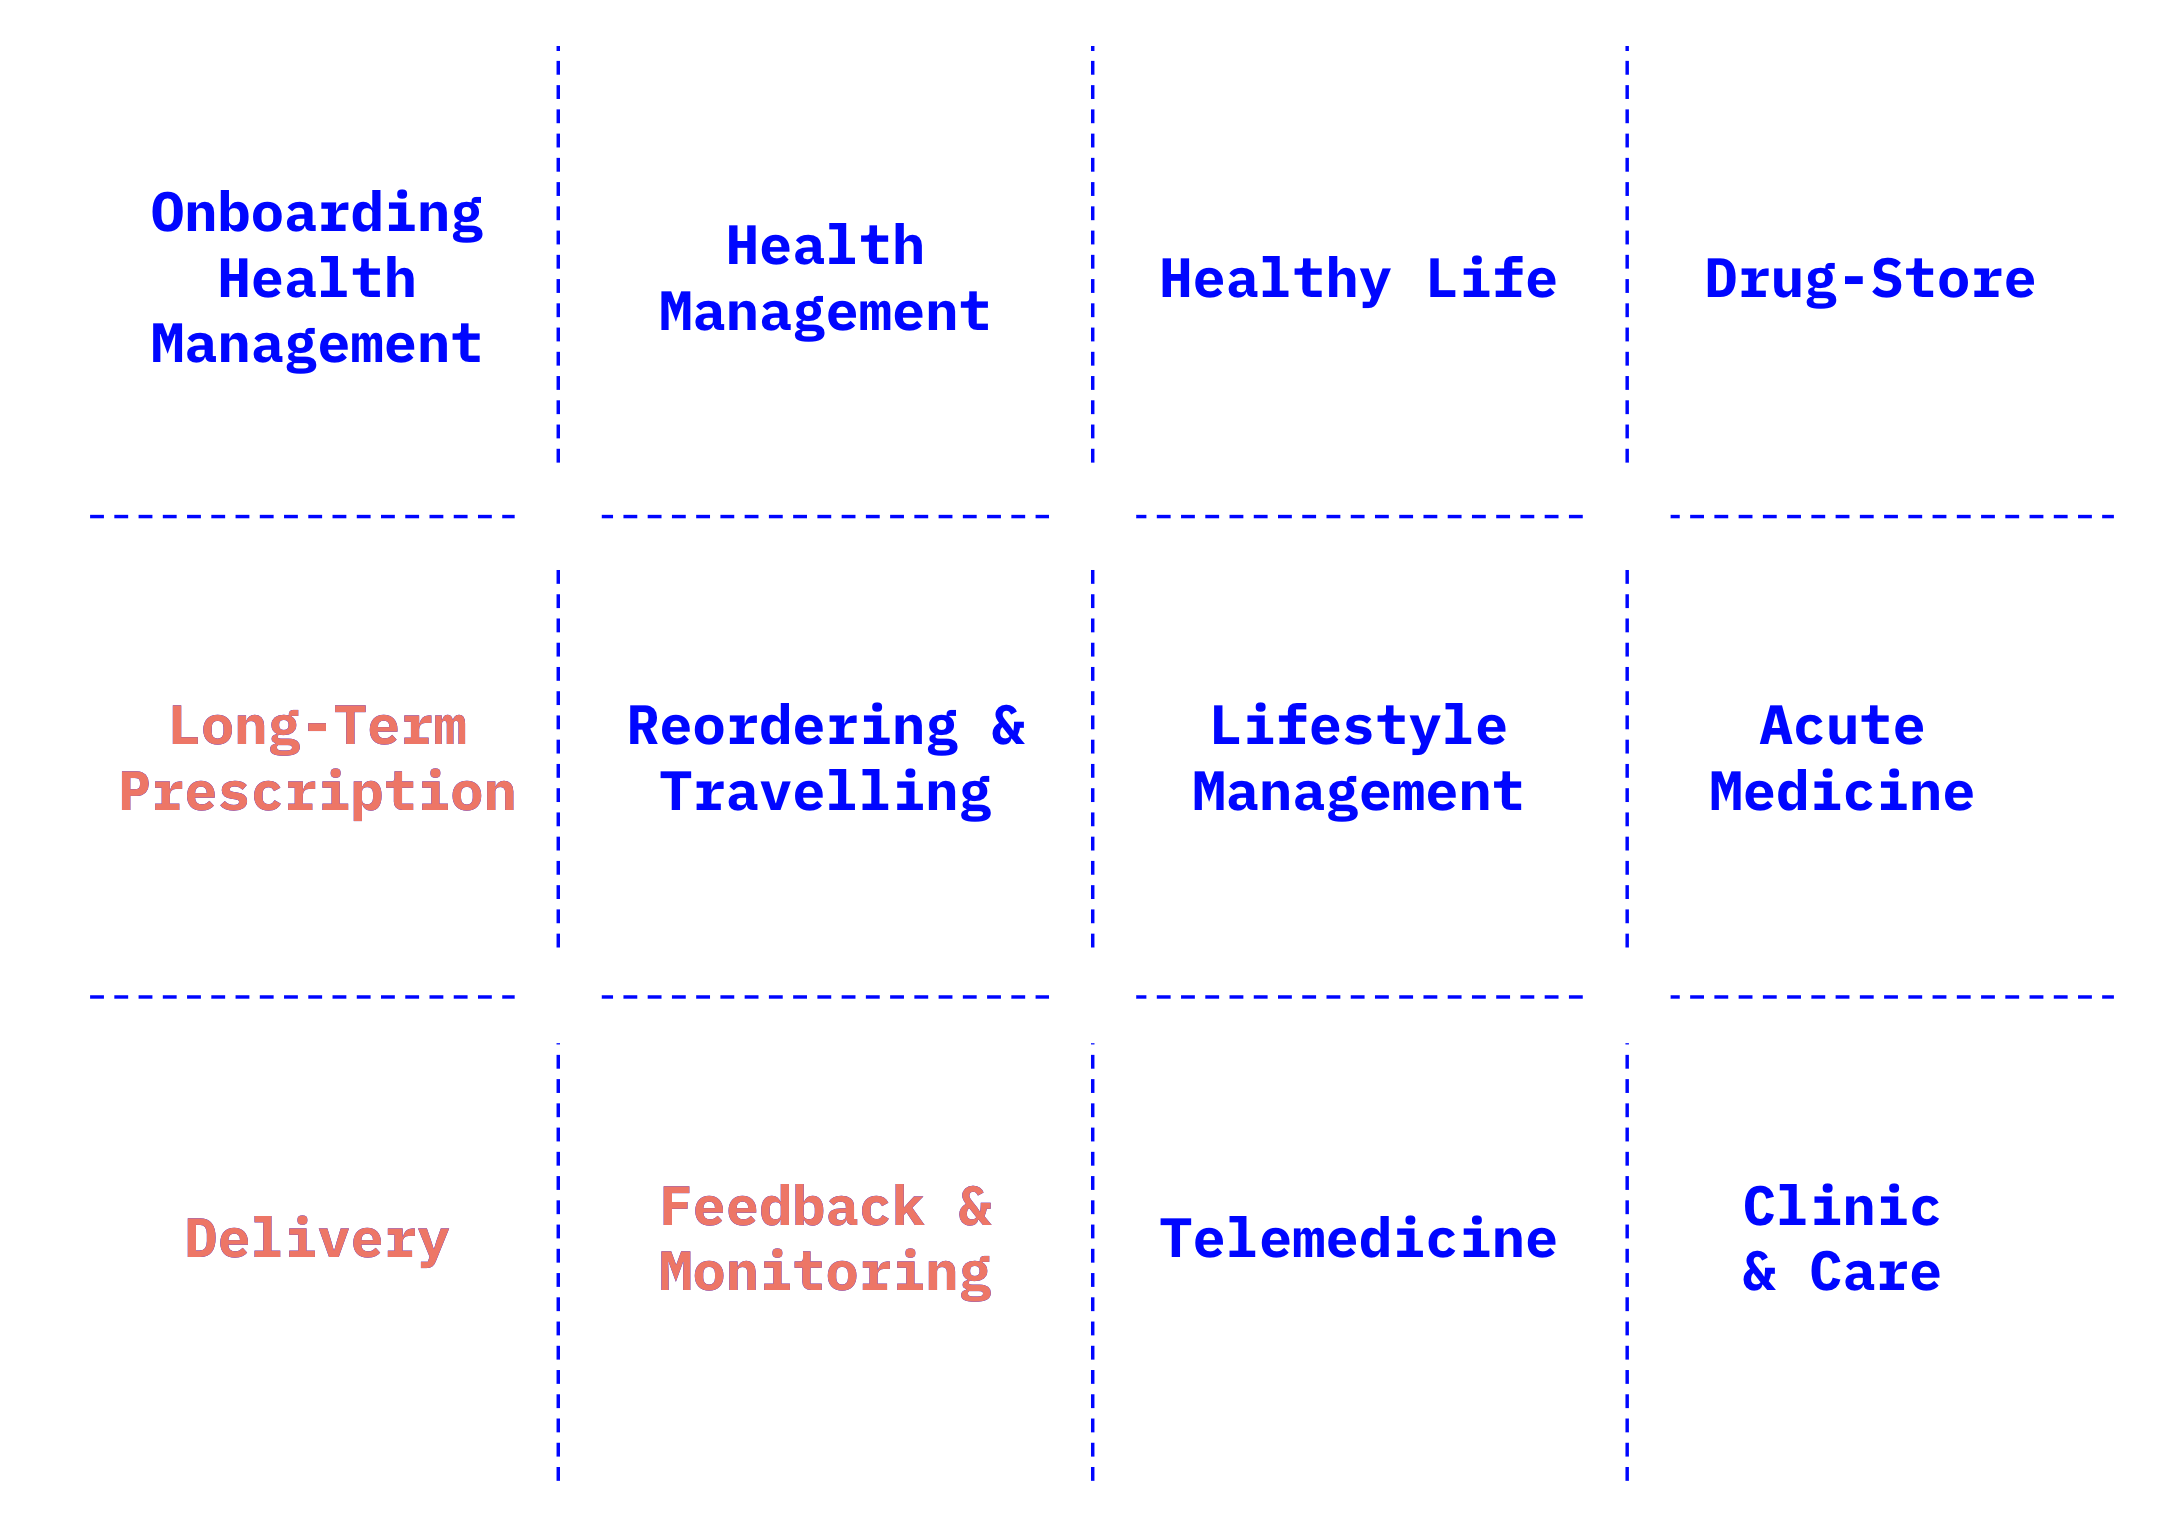 Onboarding
Health
Management
Health
Management
Healthy Life
Drug-Store
Long-Term
Prescription
Reordering &
Travelling
Lifestyle
Management
Acute
Medicine
Delivery
Feedback &
Monitoring
Telemedicine
Clinic
& Care